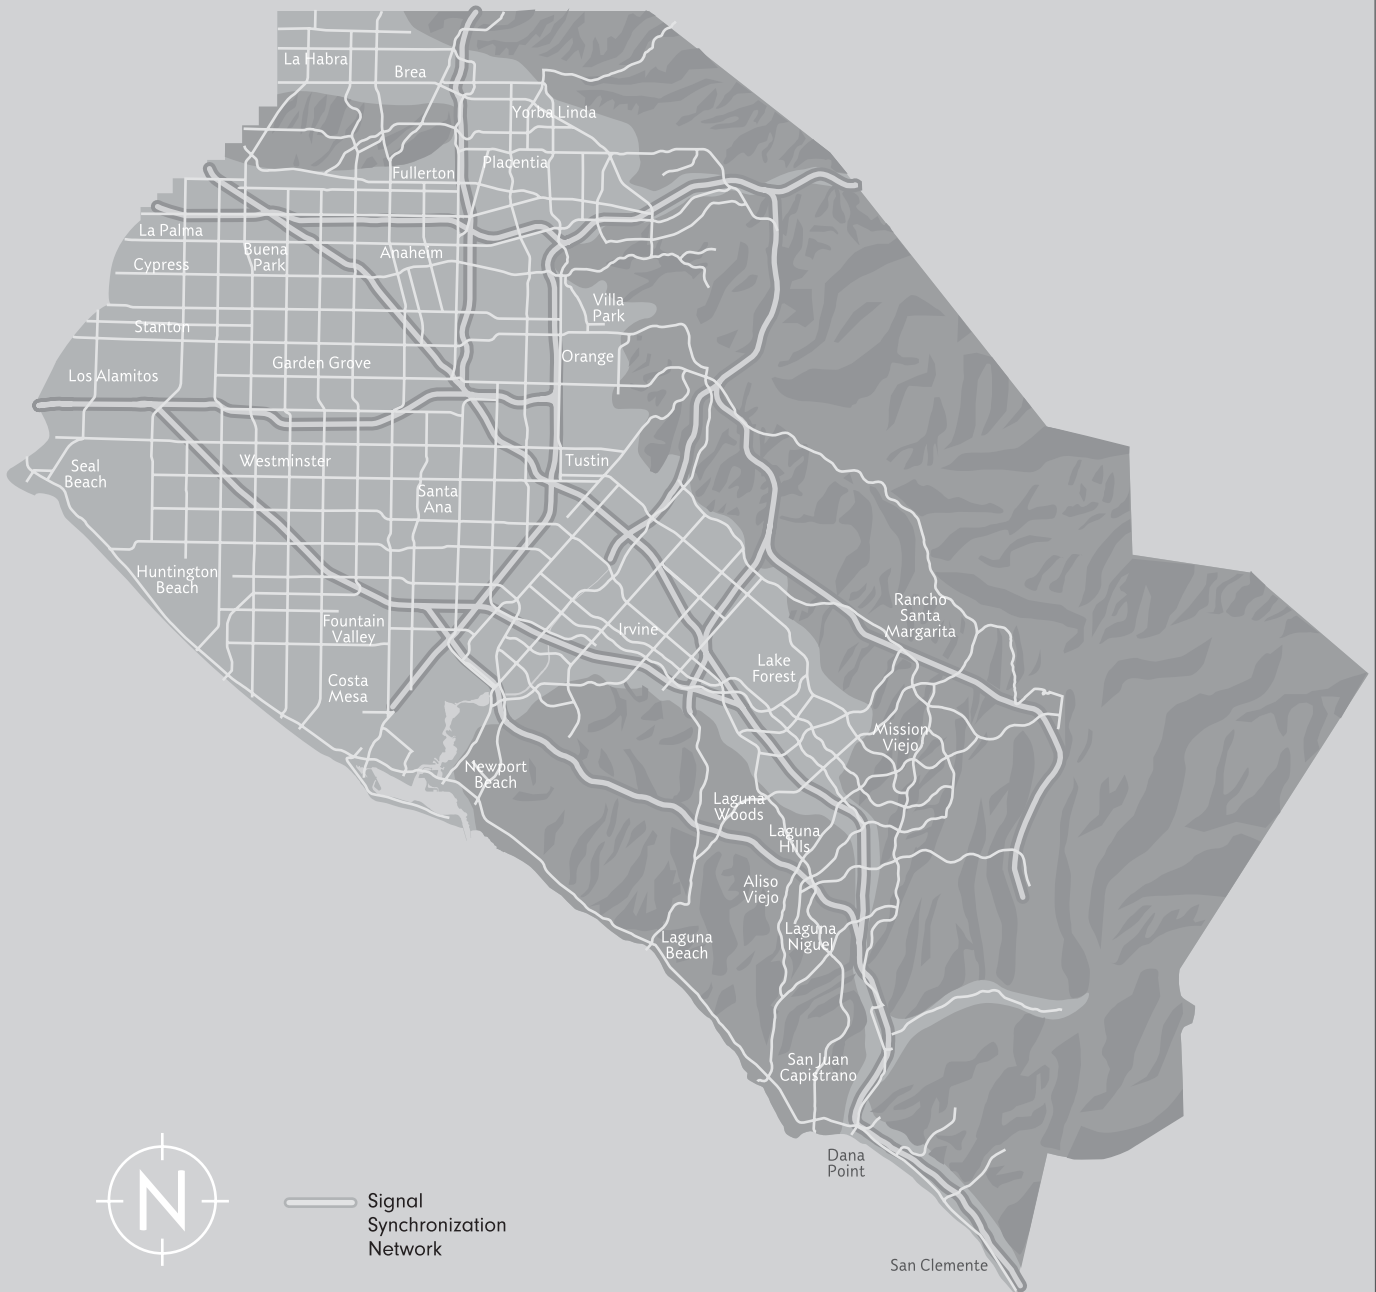 La Habra
Brea
Yorba Linda
Placentia
Fullerton
La Palma
Buena
Park
Anaheim
Cypress
Villa
Park
Stanton
Garden Grove
Orange
Los Alamitos
Westminster
Tustin
Seal
Beach
Santa
Ana
Huntington
Beach
Rancho
Santa
Margarita
Fountain
Valley
Irvine
Lake
Forest
Costa
Mesa
Mission
Viejo
Newport
Beach
Laguna
Woods
Laguna
Hills
Aliso
Viejo
Laguna
Niguel
Laguna
Beach
San Juan
Capistrano
Dana
Point
N
Signal
Synchronization
Network
San Clemente